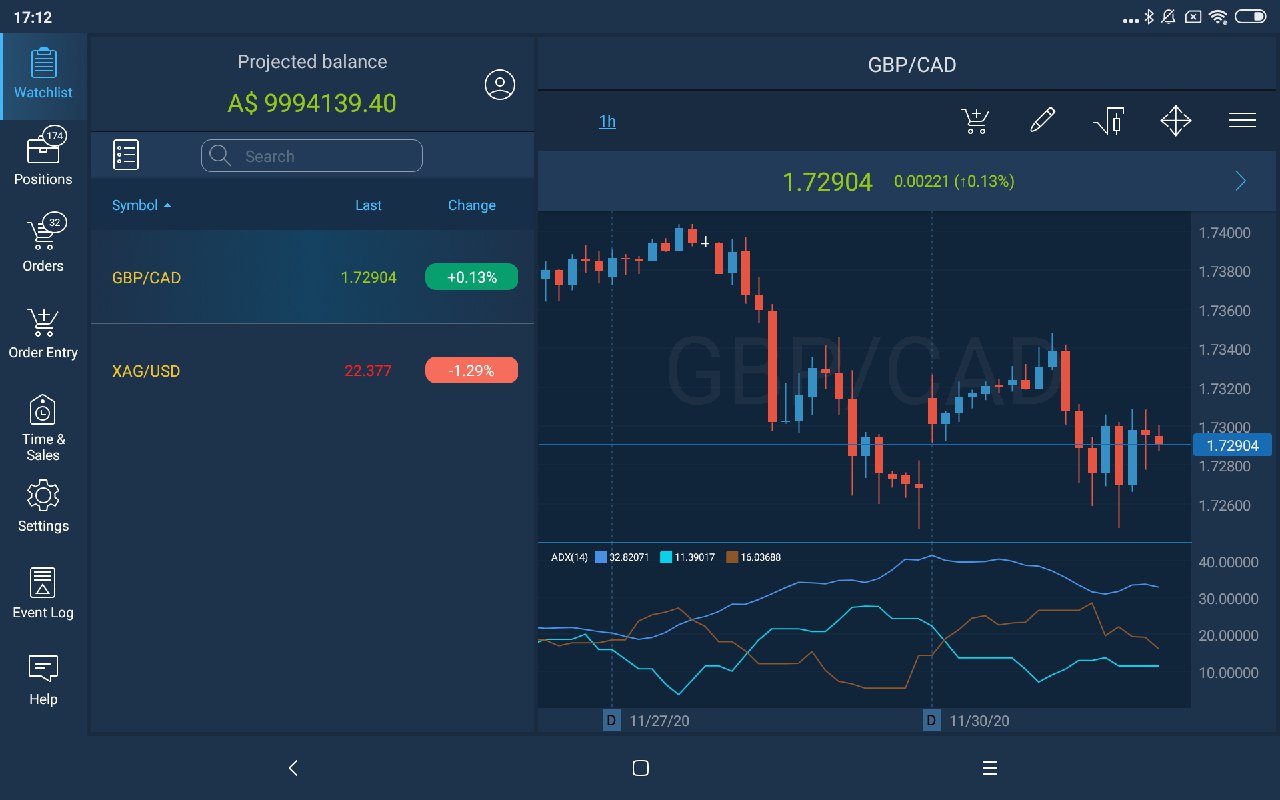 17:12
Watchlist
174
Positions
32
Orders
Order Entry
Time &
Sales
Settings
Event Log
Help
Projected balance
A$ 9994139.40
Search
Symbol Last Change
GBP/CAD 1.72904 +0.13%
XAG/USD 22.377 -1.29%
GBP/CAD
1h
1.72904 0.00221 (↑0.13%)
GBP/CAD
1.74000
1.73800
1.73600
1.73400
1.73200
1.73000
1.72904
1.72800
1.72600
ADX(14) 32.82071 11.39017 16.03688
40.00000
30.00000
20.00000
10.00000
D 11/27/20 D 11/30/20